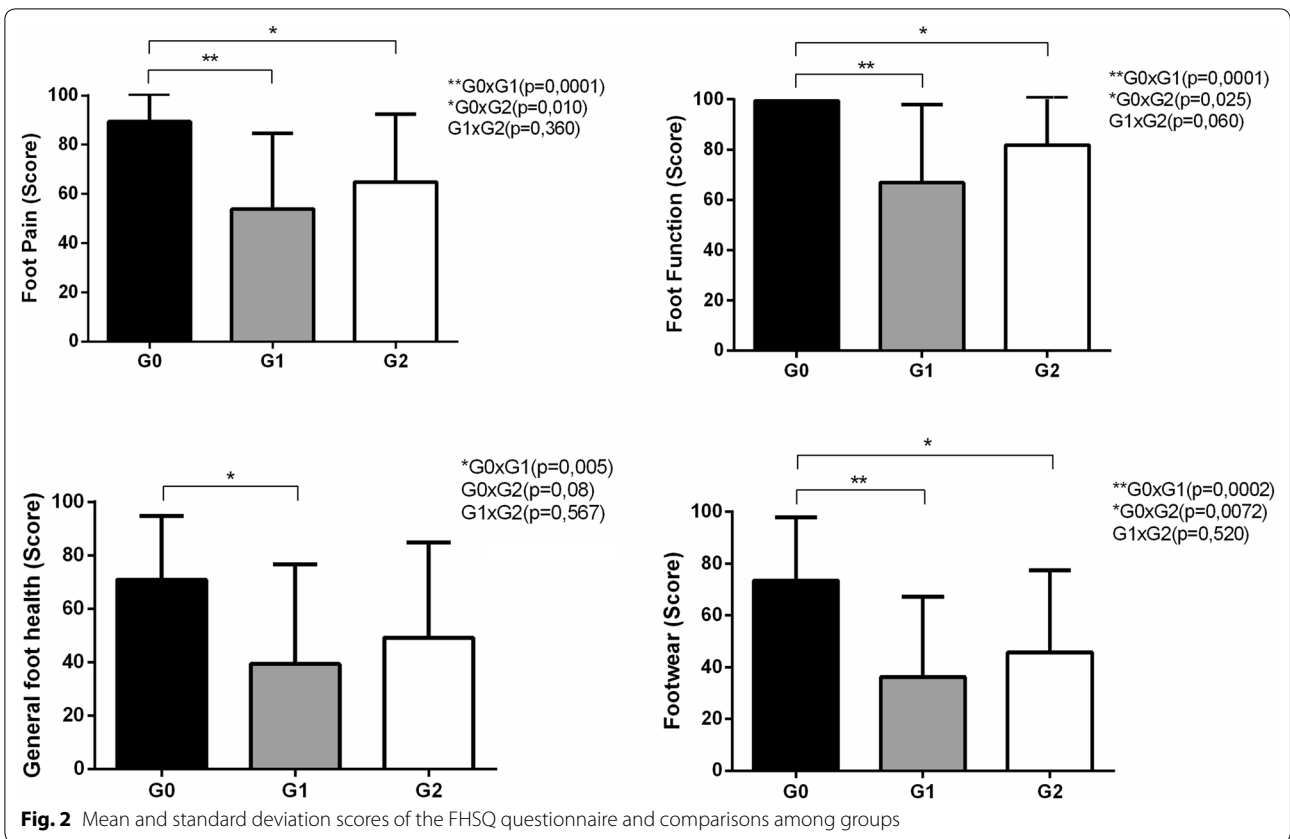 *
**
**G0xG1(p=0,0001)
*G0xG2(p=0,010)
G1xG2(p=0,360)
Foot Pain (Score)
100
80
60
40
20
0
G0 G1 G2
*
**
**G0xG1(p=0,0001)
*G0xG2(p=0,025)
G1xG2(p=0,060)
Foot Function (Score)
100
80
60
40
20
0
G0 G1 G2
*
*G0xG1(p=0,005)
G0xG2(p=0,08)
G1xG2(p=0,567)
General foot health (Score)
100
80
60
40
20
0
G0 G1 G2
*
**
**G0xG1(p=0,0002)
*G0xG2(p=0,0072)
G1xG2(p=0,520)
Footwear (Score)
100
80
60
40
20
0
G0 G1 G2
Fig. 2 Mean and standard deviation scores of the FHSQ questionnaire and comparisons among groups